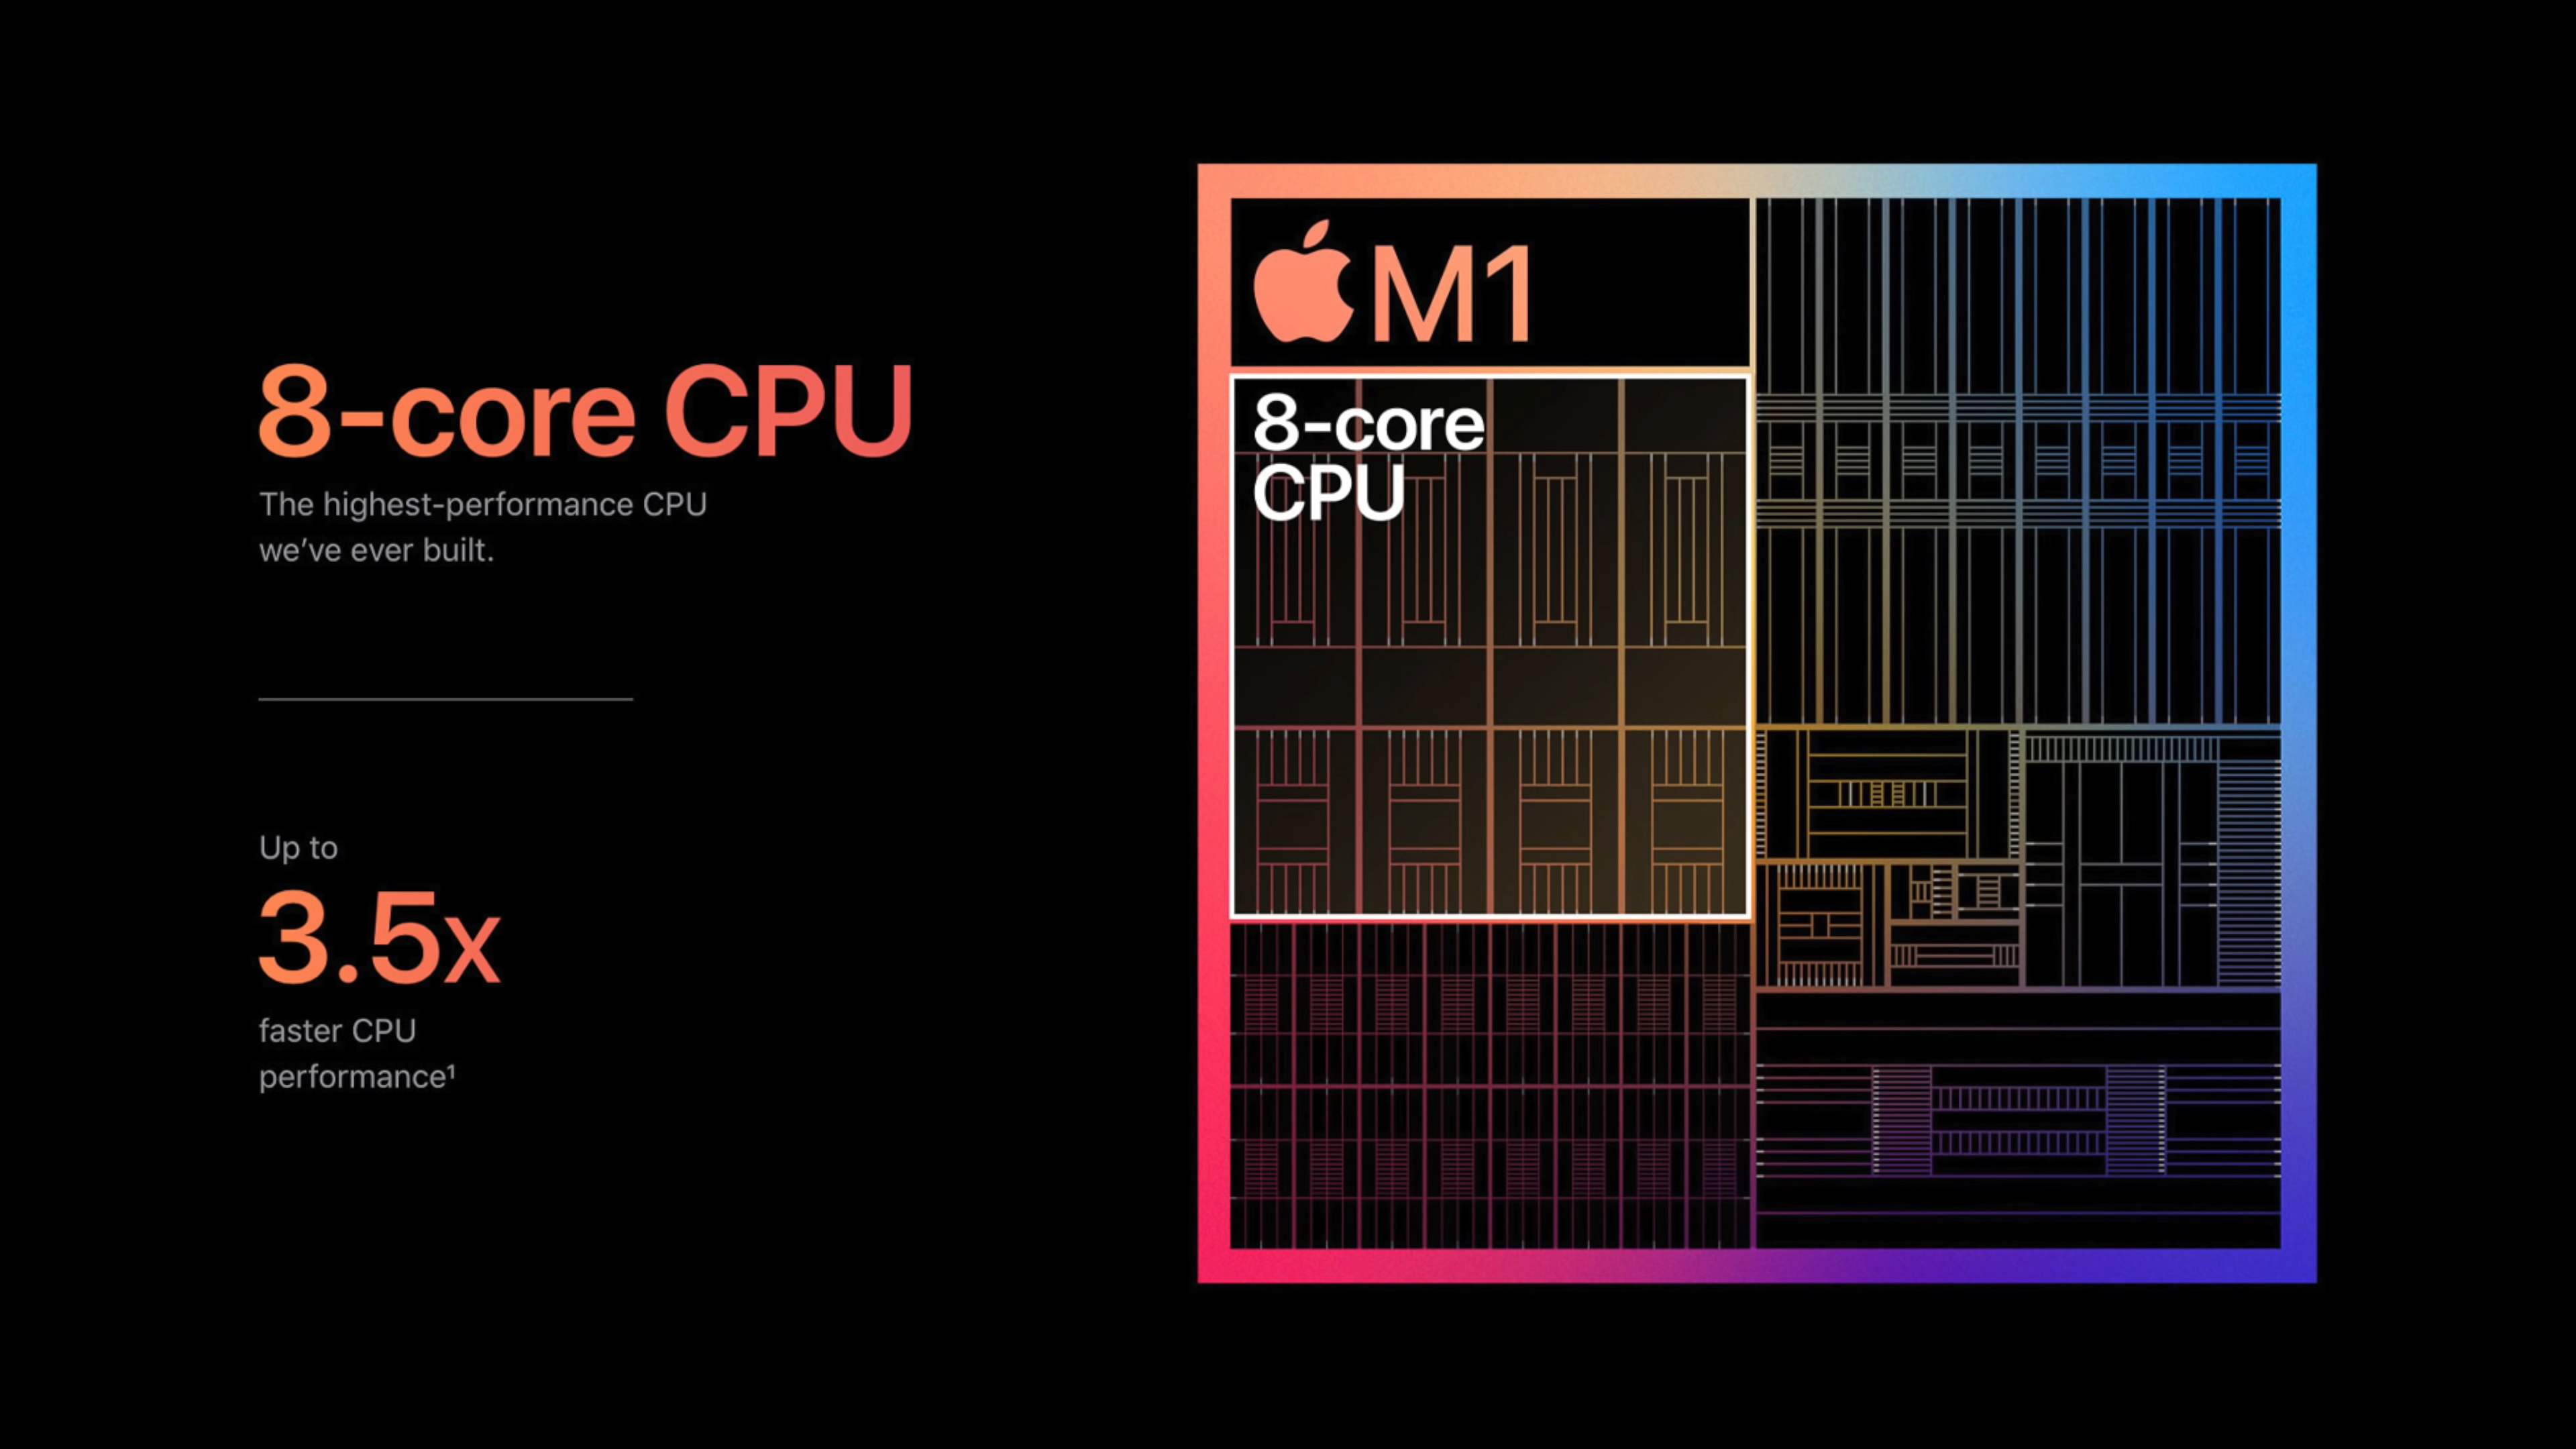 8-core CPU
The highest-performance CPU
we’ve ever built.
Up to
3.5x
faster CPU
performance¹
M1
8-core
CPU